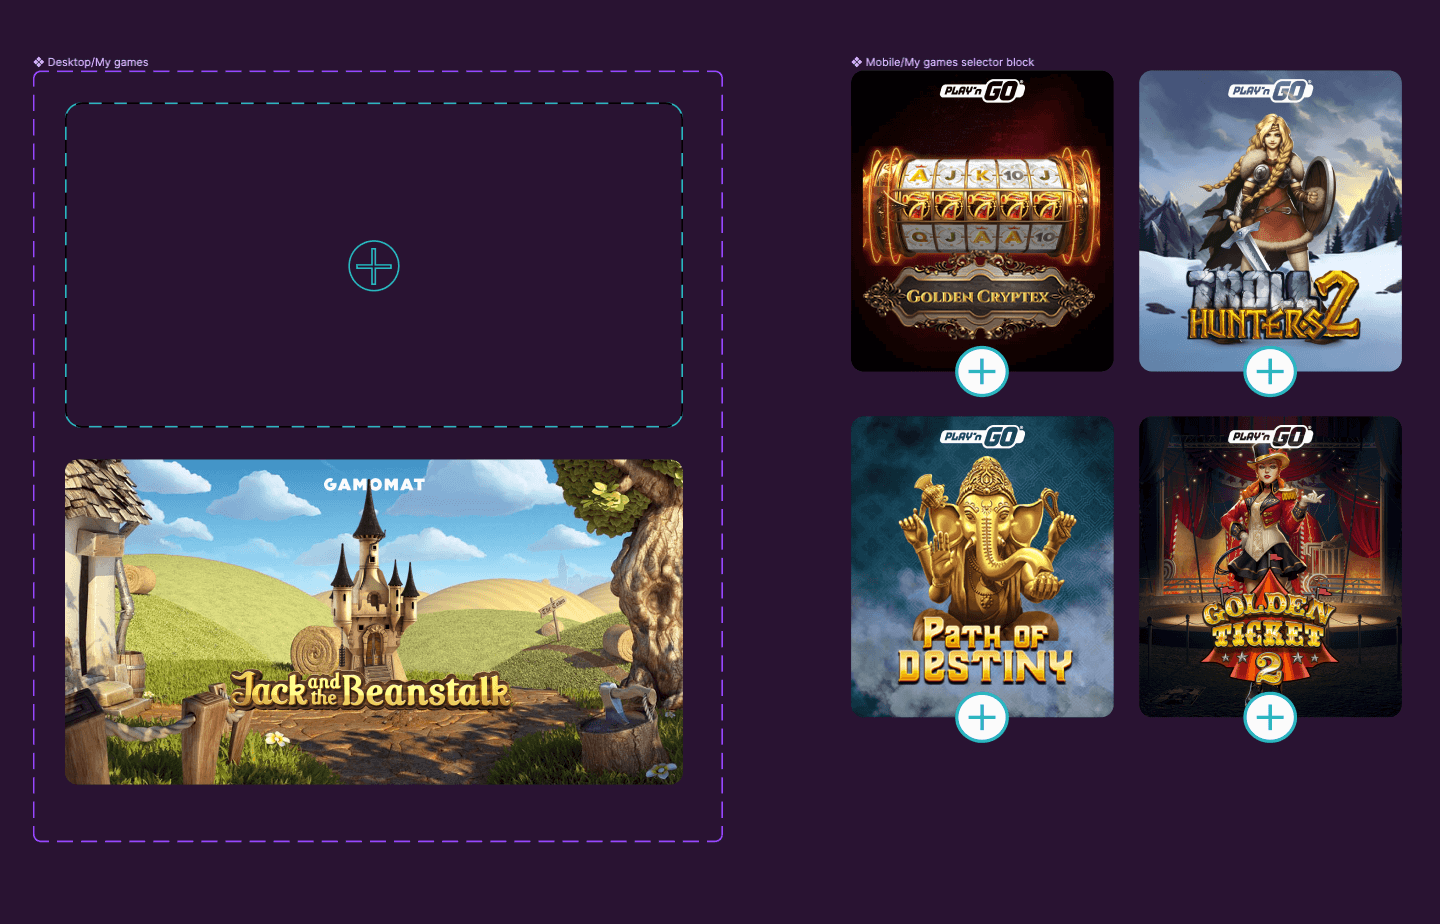 Desktop/My games
GAMOMAT
Jack and the Beanstalk
Mobile/My games selector block
PLAY'n GO
A J K 10 J
7 7 7 7 7
Q J A A 10
GOLDEN CRYPTEX
PLAY'n GO
TROLL
HUNTERS 2
PLAY'n GO
PATH OF
DESTINY
PLAY'n GO
GOLDEN
TICKET
2